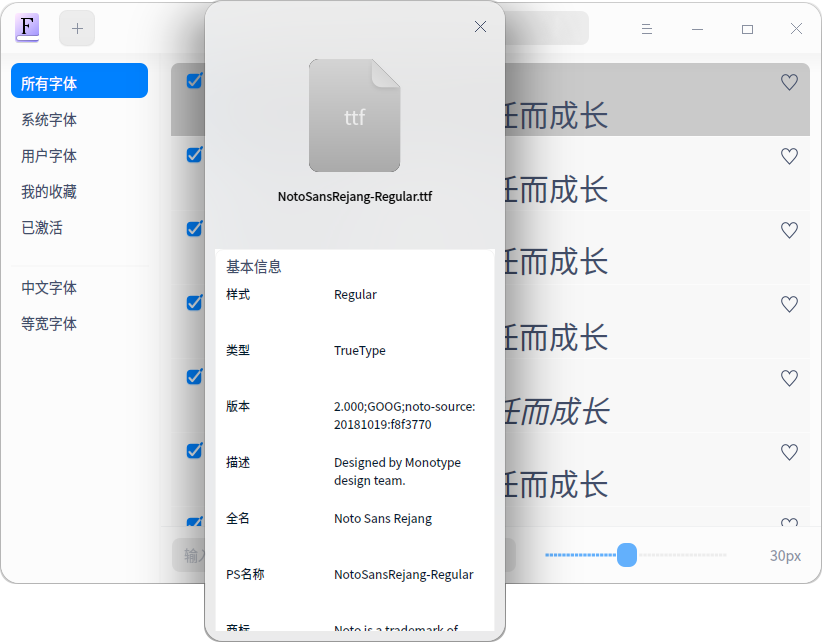 F
所有字体
系统字体
用户字体
我的收藏
已激活
中文字体
等宽字体
ttf
NotoSansRejang-Regular.ttf
基本信息
样式 Regular
类型 TrueType
版本 2.000;GOOG;noto-source:
20181019:f8f3770
描述 Designed by Monotype
design team.
全名 Noto Sans Rejang
PS名称 NotoSansRejang-Regular
商标 Noto is a trademark of
任而成长
任而成长
任而成长
任而成长
任而成长
任而成长
输入
30px